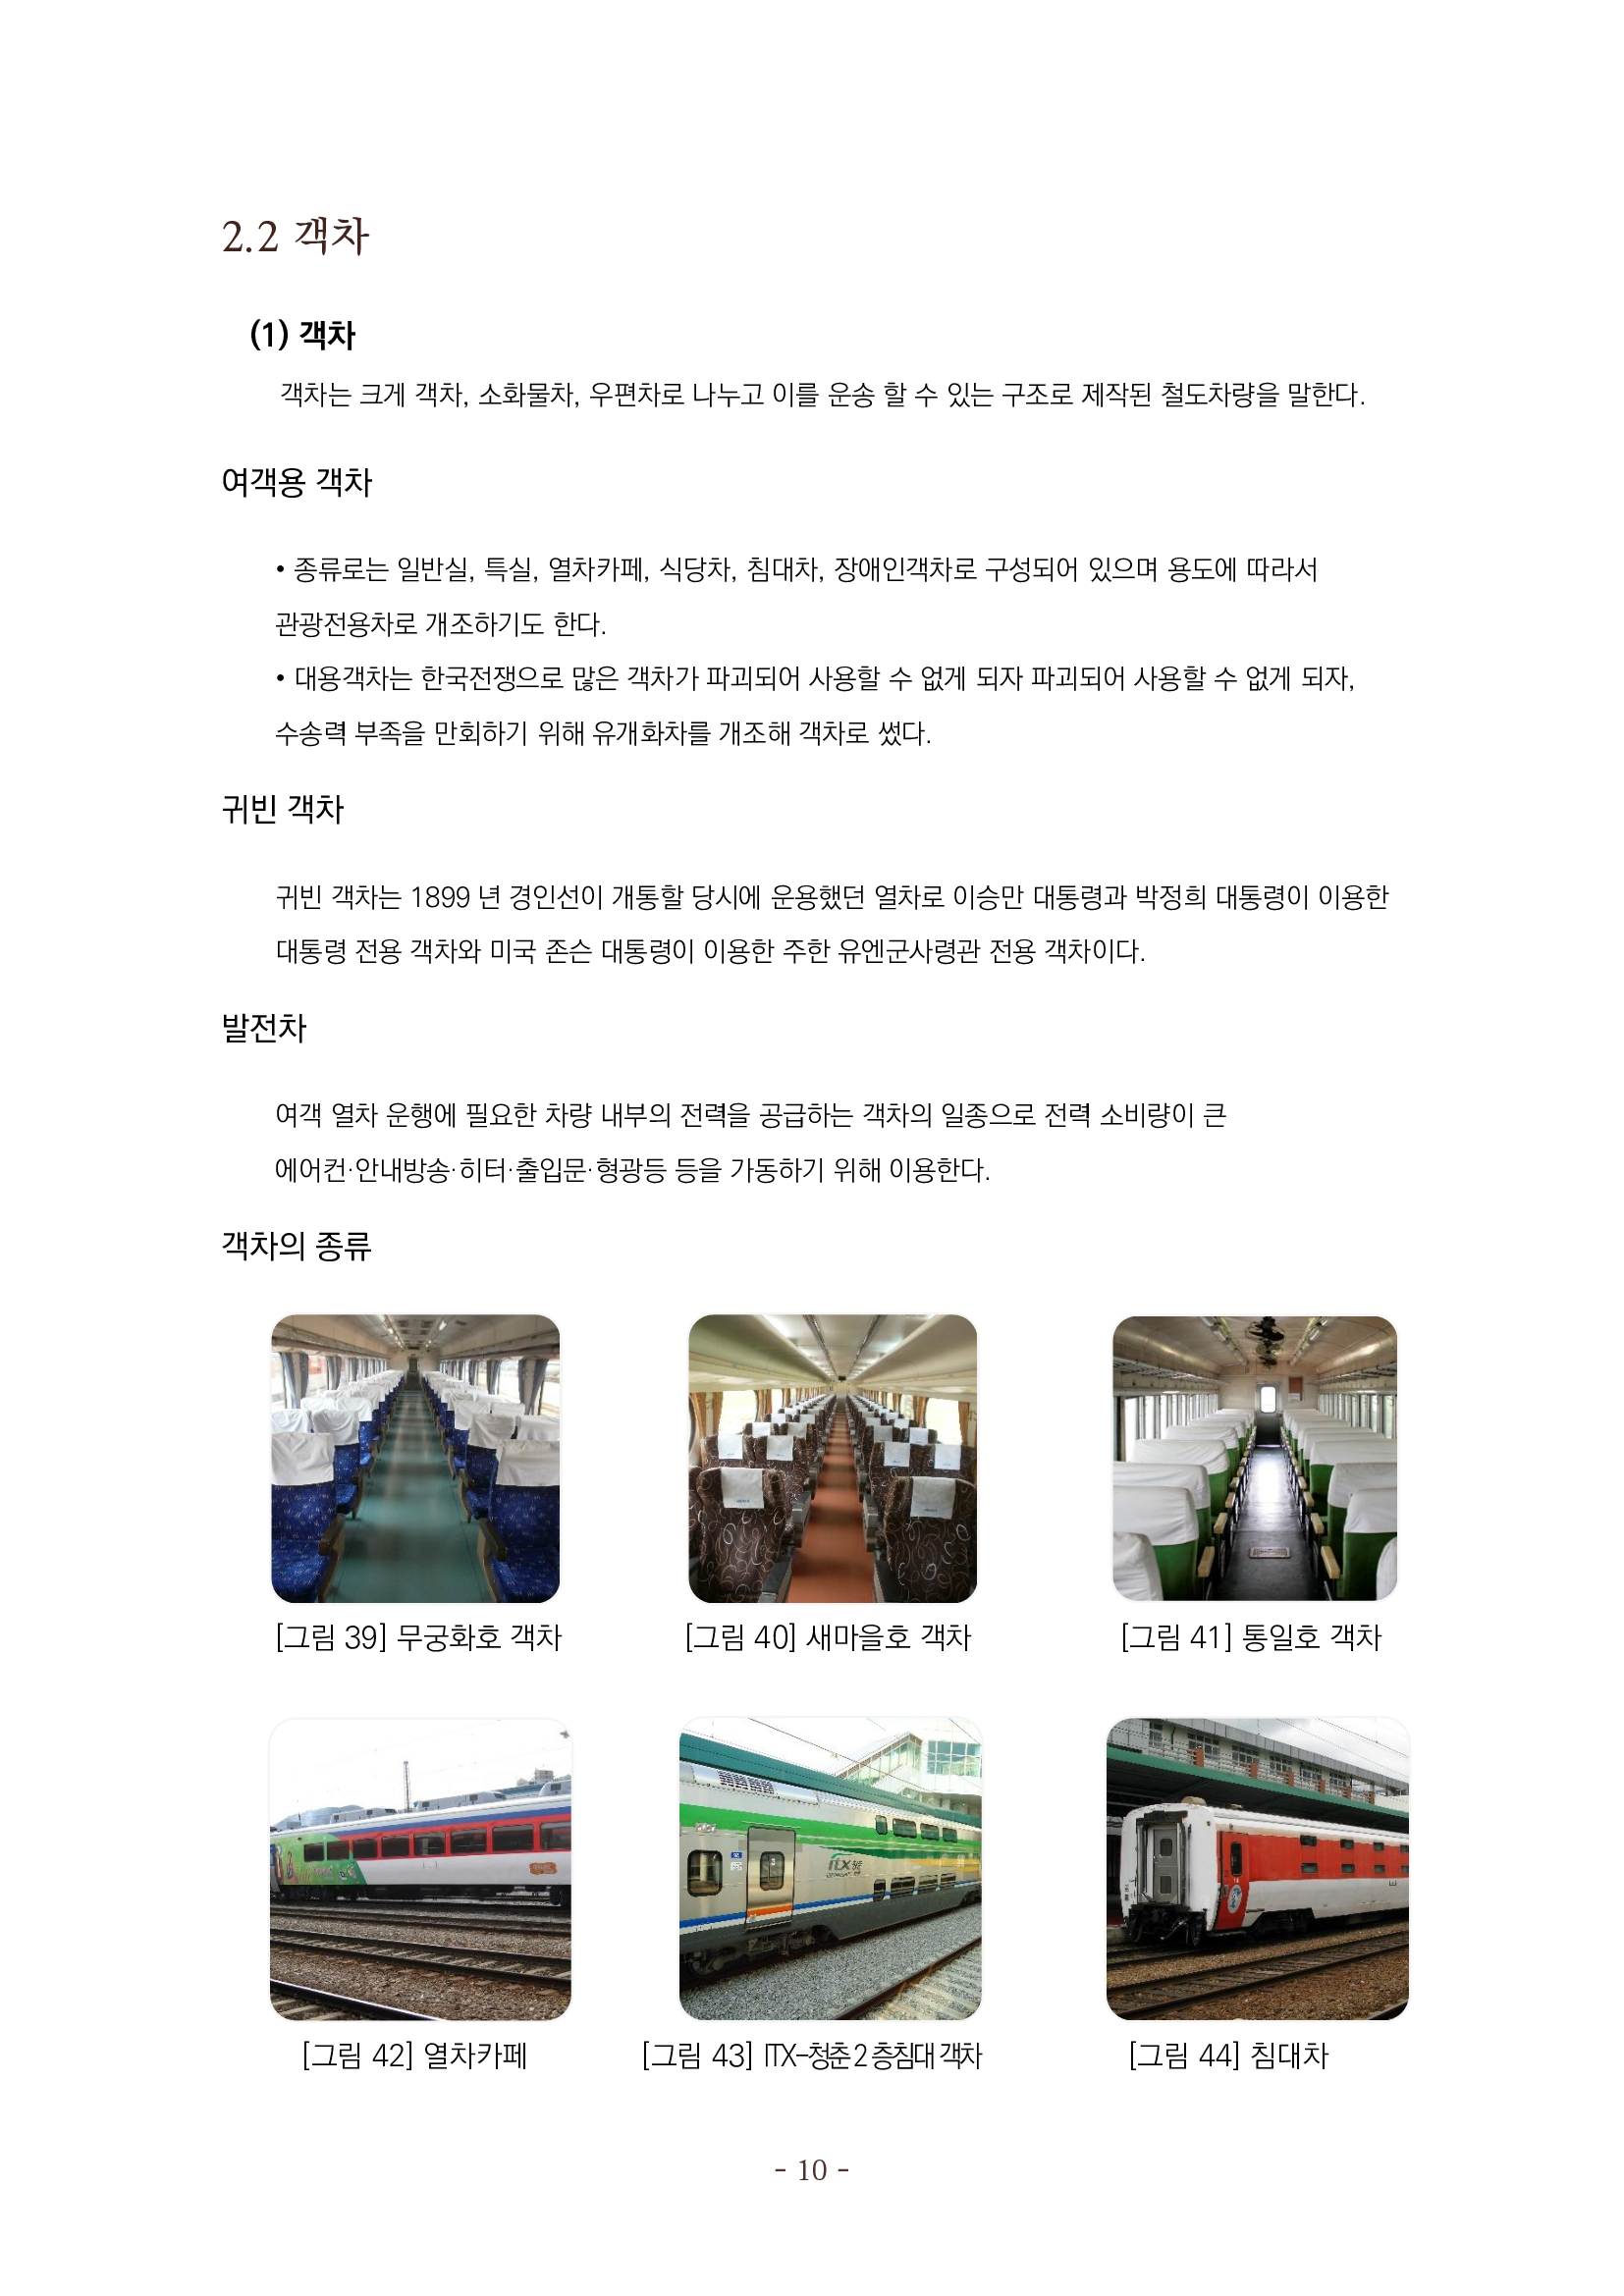 2.2 객차
(1) 객차
객차는 크게 객차, 소화물차, 우편차로 나누고 이를 운송 할 수 있는 구조로 제작된 철도차량을 말한다.
여객용 객차
• 종류로는 일반실, 특실, 열차카페, 식당차, 침대차, 장애인객차로 구성되어 있으며 용도에 따라서
관광전용차로 개조하기도 한다.
• 대용객차는 한국전쟁으로 많은 객차가 파괴되어 사용할 수 없게 되자 파괴되어 사용할 수 없게 되자,
수송력 부족을 만회하기 위해 유개화차를 개조해 객차로 썼다.
귀빈 객차
귀빈 객차는 1899 년 경인선이 개통할 당시에 운용했던 열차로 이승만 대통령과 박정희 대통령이 이용한
대통령 전용 객차와 미국 존슨 대통령이 이용한 주한 유엔군사령관 전용 객차이다.
발전차
여객 열차 운행에 필요한 차량 내부의 전력을 공급하는 객차의 일종으로 전력 소비량이 큰
에어컨·안내방송·히터·출입문·형광등 등을 가동하기 위해 이용한다.
객차의 종류
[그림 39] 무궁화호 객차
[그림 40] 새마을호 객차
[그림 41] 통일호 객차
ITX 청춘
[그림 42] 열차카페
[그림 43] ITX-청춘 2 층침대 객차
[그림 44] 침대차
- 10 -